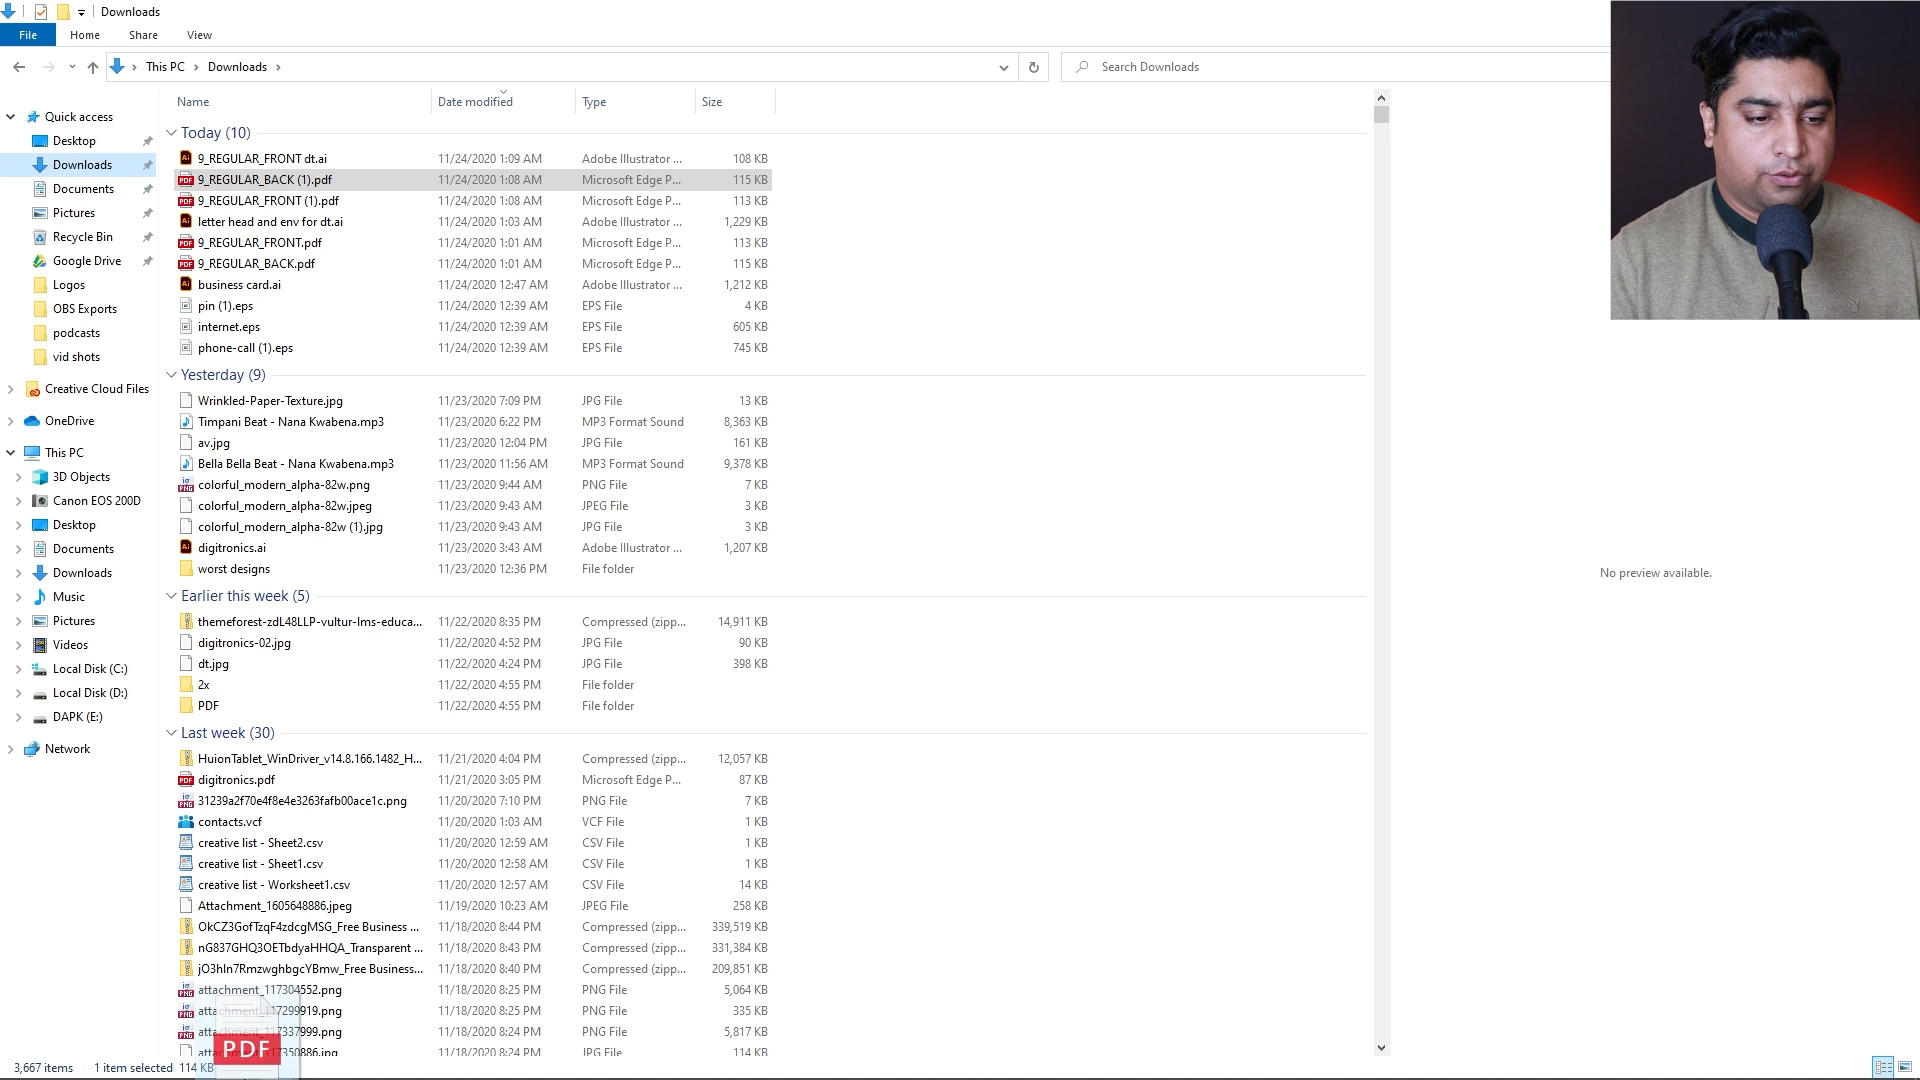 Downloads
File Home Share View
This PC Downloads
Search Downloads
Name Date modified Type Size
Quick access
Desktop
Downloads
Documents
Pictures
Recycle Bin
Google Drive
Logos
OBS Exports
podcasts
vid shots
Creative Cloud Files
OneDrive
This PC
3D Objects
Canon EOS 200D
Desktop
Documents
Downloads
Music
Pictures
Videos
Local Disk (C:)
Local Disk (D:)
DAPK (E:)
Network
Today (10)
9_REGULAR_FRONT dt.ai 11/24/2020 1:09 AM Adobe Illustrator ... 108 KB
9_REGULAR_BACK (1).pdf 11/24/2020 1:08 AM Microsoft Edge P... 115 KB
9_REGULAR_FRONT (1).pdf 11/24/2020 1:08 AM Microsoft Edge P... 113 KB
letter head and env for dt.ai 11/24/2020 1:03 AM Adobe Illustrator ... 1,229 KB
9_REGULAR_FRONT.pdf 11/24/2020 1:01 AM Microsoft Edge P... 113 KB
9_REGULAR_BACK.pdf 11/24/2020 1:01 AM Microsoft Edge P... 115 KB
business card.ai 11/24/2020 12:47 AM Adobe Illustrator ... 1,212 KB
pin (1).eps 11/24/2020 12:39 AM EPS File 4 KB
internet.eps 11/24/2020 12:39 AM EPS File 605 KB
phone-call (1).eps 11/24/2020 12:39 AM EPS File 745 KB
Yesterday (9)
Wrinkled-Paper-Texture.jpg 11/23/2020 7:09 PM JPG File 13 KB
Timpani Beat - Nana Kwabena.mp3 11/23/2020 6:22 PM MP3 Format Sound 8,363 KB
av.jpg 11/23/2020 12:04 PM JPG File 161 KB
Bella Bella Beat - Nana Kwabena.mp3 11/23/2020 11:56 AM MP3 Format Sound 9,378 KB
colorful_modern_alpha-82w.png 11/23/2020 9:44 AM PNG File 7 KB
colorful_modern_alpha-82w.jpeg 11/23/2020 9:43 AM JPEG File 3 KB
colorful_modern_alpha-82w (1).jpg 11/23/2020 9:43 AM JPG File 3 KB
digitronics.ai 11/23/2020 3:43 AM Adobe Illustrator ... 1,207 KB
worst designs 11/23/2020 12:36 PM File folder
Earlier this week (5)
themeforest-zdL48LLP-vultur-lms-educa... 11/22/2020 8:35 PM Compressed (zipp... 14,911 KB
digitronics-02.jpg 11/22/2020 4:52 PM JPG File 90 KB
dt.jpg 11/22/2020 4:24 PM JPG File 398 KB
2x 11/22/2020 4:55 PM File folder
PDF 11/22/2020 4:55 PM File folder
Last week (30)
HuionTablet_WinDriver_v14.8.166.1482_H... 11/21/2020 4:04 PM Compressed (zipp... 12,057 KB
digitronics.pdf 11/21/2020 3:05 PM Microsoft Edge P... 87 KB
31239a2f70e4f8e4e3263fafb00ace1c.png 11/20/2020 7:10 PM PNG File 7 KB
contacts.vcf 11/20/2020 1:03 AM VCF File 1 KB
creative list - Sheet2.csv 11/20/2020 12:59 AM CSV File 1 KB
creative list - Sheet1.csv 11/20/2020 12:58 AM CSV File 1 KB
creative list - Worksheet1.csv 11/20/2020 12:57 AM CSV File 14 KB
Attachment_1605648886.jpeg 11/19/2020 10:23 AM JPEG File 258 KB
OkCZ3GofTzqF4zdcgMSG_Free Business ... 11/18/2020 8:44 PM Compressed (zipp... 339,519 KB
nG837GHQ3OETbdyaHHQA_Transparent ... 11/18/2020 8:43 PM Compressed (zipp... 331,384 KB
jO3hln7RmzwghbgcYBmw_Free Business... 11/18/2020 8:40 PM Compressed (zipp... 209,851 KB
attachment_117304552.png 11/18/2020 8:25 PM PNG File 5,064 KB
attachment_117299919.png 11/18/2020 8:25 PM PNG File 335 KB
attachment_117337999.png 11/18/2020 8:24 PM PNG File 5,817 KB
attachment_117350886.jpg 11/18/2020 8:24 PM JPG File 114 KB
PDF
No preview available.
3,667 items 1 item selected 114 KB